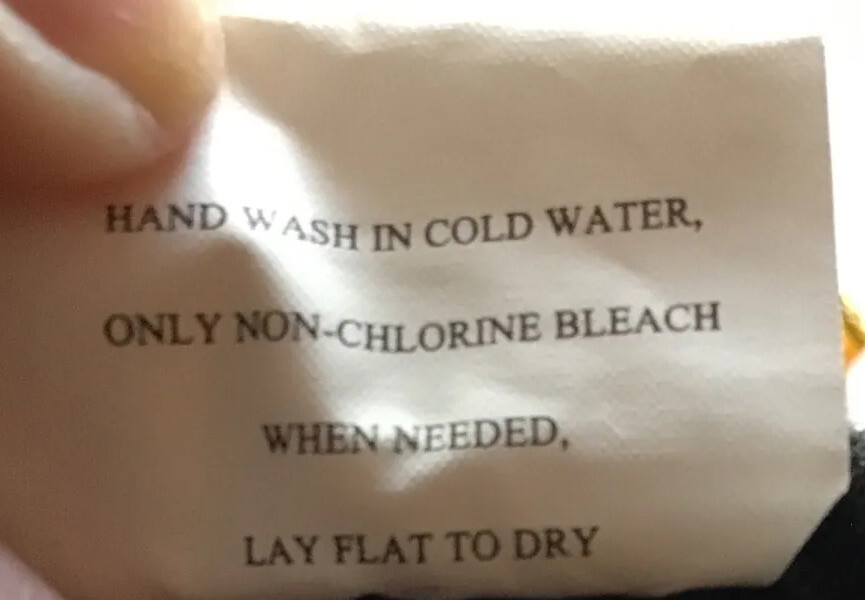 HAND WASH IN COLD WATER,
ONLY NON-CHLORINE BLEACH
WHEN NEEDED,
LAY FLAT TO DRY